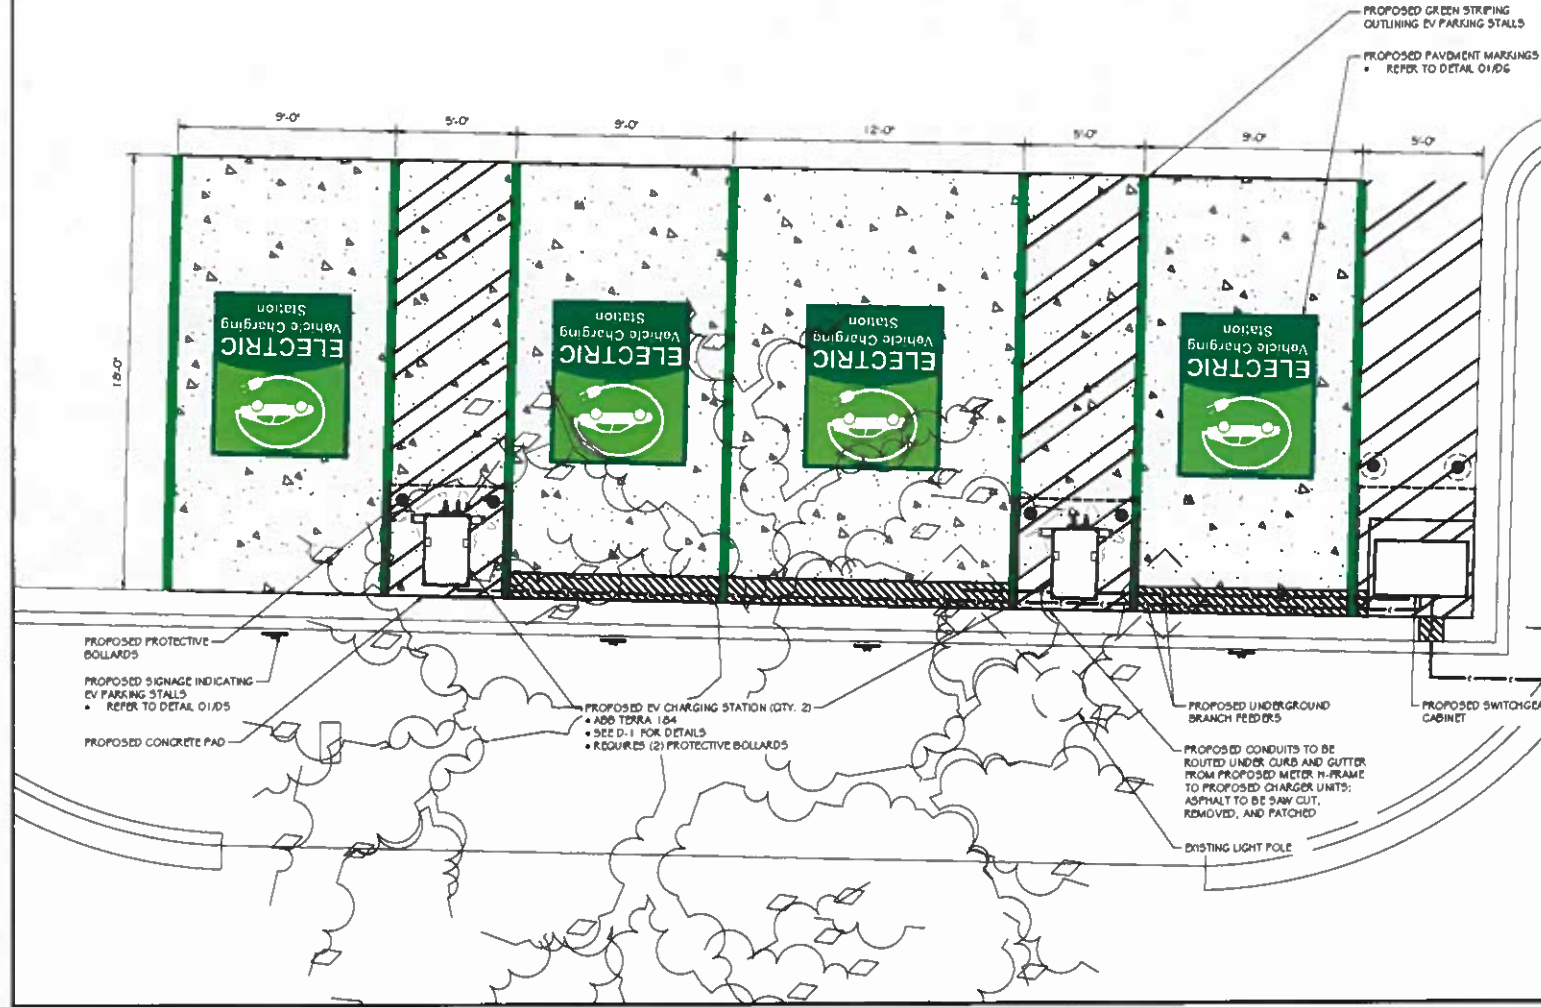 PROPOSED GREEN STRIPING
OUTLINING EV PARKING STALLS
PROPOSED PAVEMENT MARKINGS
• REFER TO DETAIL 01/D6
9'-0"
5'-0"
9'-0"
12'-0"
5'-0"
9'-0"
5'-0"
18'-0"
ELECTRIC
Vehicle Charging
Station
ELECTRIC
Vehicle Charging
Station
ELECTRIC
Vehicle Charging
Station
ELECTRIC
Vehicle Charging
Station
PROPOSED PROTECTIVE
BOLLARDS
PROPOSED SIGNAGE INDICATING
EV PARKING STALLS
• REFER TO DETAIL 01/D5
PROPOSED CONCRETE PAD
PROPOSED EV CHARGING STATION (QTY. 2)
• ABB TERRA 184
• SEE D-1 FOR DETAILS
• REQUIRES (2) PROTECTIVE BOLLARDS
PROPOSED UNDERGROUND
BRANCH FEEDERS
PROPOSED CONDUITS TO BE
ROUTED UNDER CURB AND GUTTER
FROM PROPOSED METER H-FRAME
TO PROPOSED CHARGER UNITS;
ASPHALT TO BE SAW CUT,
REMOVED, AND PATCHED
EXISTING LIGHT POLE
PROPOSED SWITCHGEA
CABINET